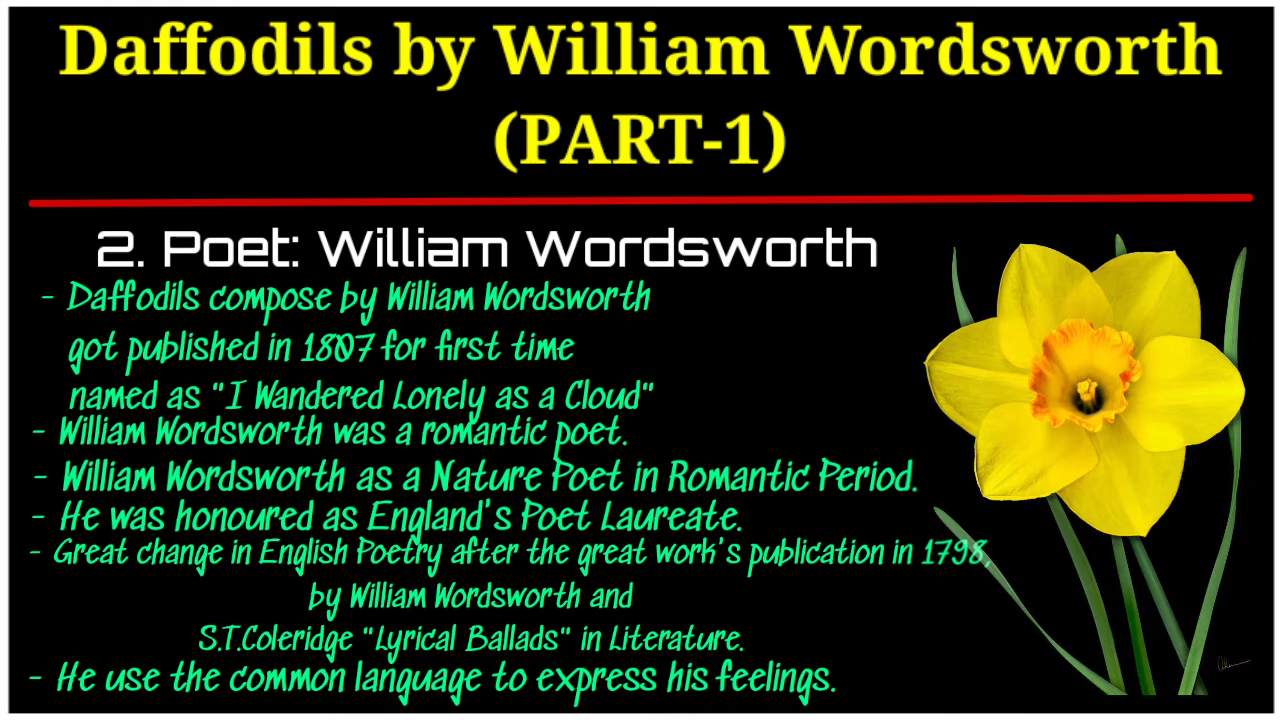 Daffodils by William Wordsworth
(PART-1)
2. Poet: William Wordsworth
- Daffodils compose by William Wordsworth
got published in 1807 for first time
named as "I Wandered Lonely as a Cloud"
- William Wordsworth was a romantic poet.
- William Wordsworth as a Nature Poet in Romantic Period.
- He was honoured as England's Poet Laureate.
- Great change in English Poetry after the great work's publication in 1798,
by William Wordsworth and
S.T.Coleridge "Lyrical Ballads" in Literature.
- He use the common language to express his feelings.